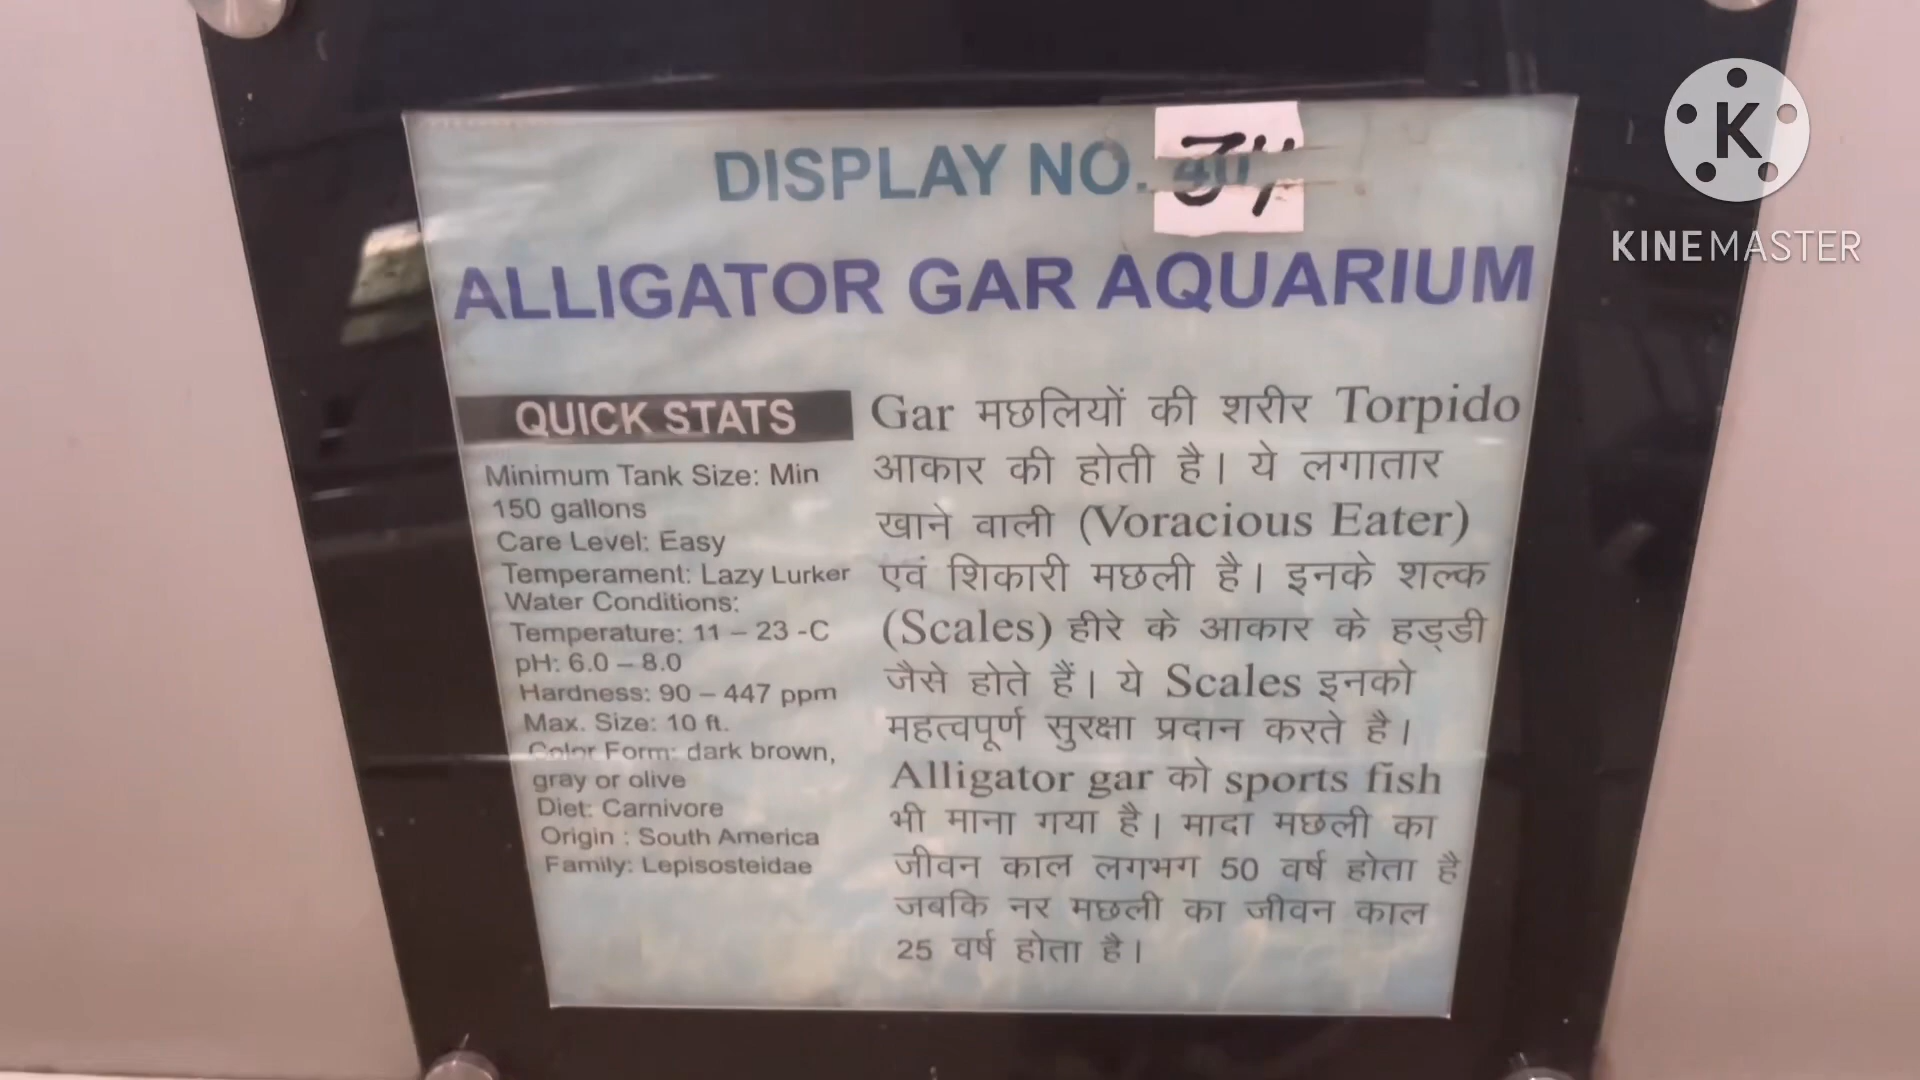 DISPLAY NO.
ALLIGATOR GAR AQUARIUM
QUICK STATS
Minimum Tank Size: Min
150 gallons
Care Level: Easy
Temperament: Lazy Lurker
Water Conditions:
Temperature: 11 – 23 -C
pH: 6.0 – 8.0
Hardness: 90 – 447 ppm
Max. Size: 10 ft.
Color Form: dark brown,
gray or olive
Diet: Carnivore
Origin : South America
Family: Lepisosteidae
Gar मछलियों की शरीर Torpido
आकार की होती है। ये लगातार
खाने वाली (Voracious Eater)
एवं शिकारी मछली है। इनके शल्क
(Scales) हीरे के आकार के हड्डी
जैसे होते हैं। ये Scales इनको
महत्वपूर्ण सुरक्षा प्रदान करते है।
Alligator gar को sports fish
भी माना गया है। मादा मछली का
जीवन काल लगभग 50 वर्ष होता है
जबकि नर मछली का जीवन काल
25 वर्ष होता है।
K
KINEMASTER